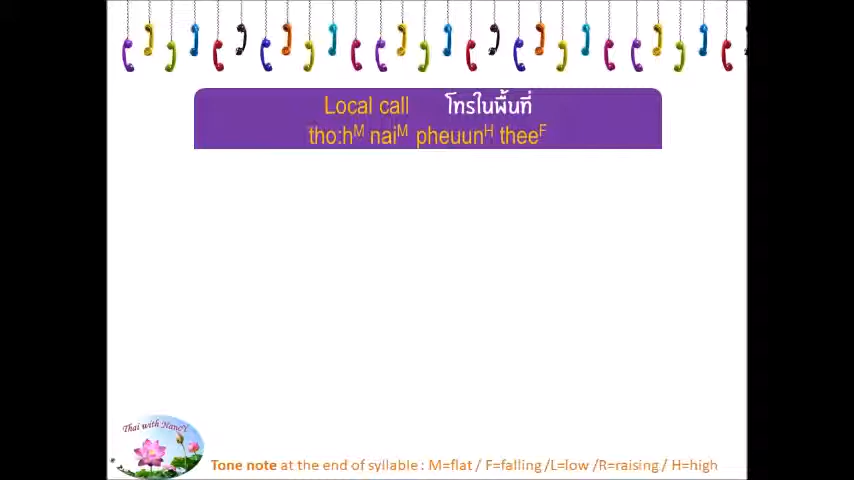 Local call โทรในพื้นที่
tho:hM naiM pheuunH theeF
Thai with NancY
Tone note at the end of syllable : M=flat / F=falling /L=low /R=raising / H=high